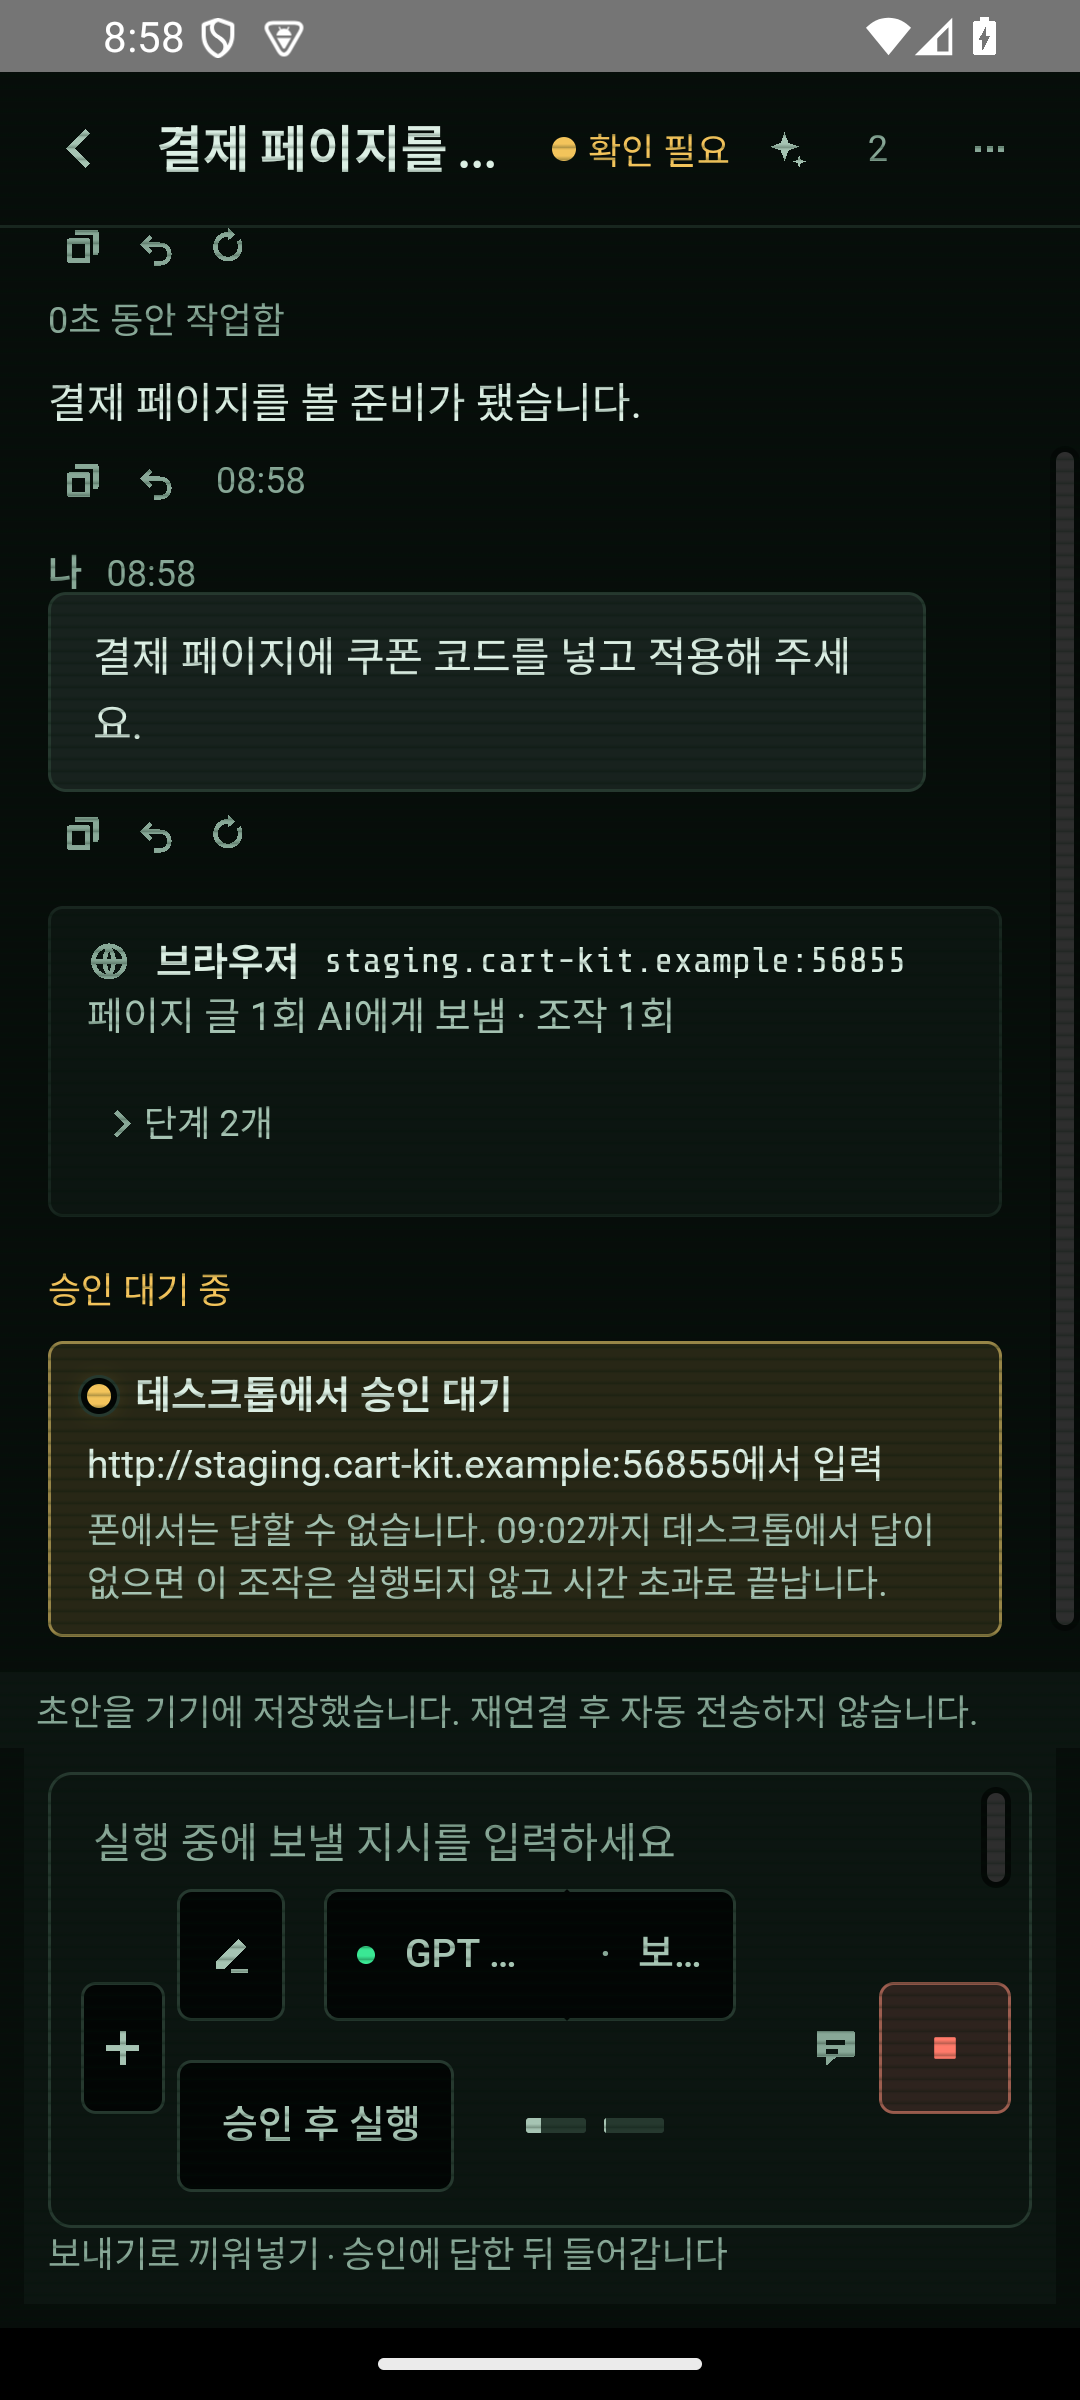 8:58
결제 페이지를 ...
확인 필요
2
0초 동안 작업함
결제 페이지를 볼 준비가 됐습니다.
08:58
나 08:58
결제 페이지에 쿠폰 코드를 넣고 적용해 주세
요.
브라우저 staging.cart-kit.example:56855
페이지 글 1회 AI에게 보냄 · 조작 1회
단계 2개
승인 대기 중
데스크톱에서 승인 대기
http://staging.cart-kit.example:56855에서 입력
폰에서는 답할 수 없습니다. 09:02까지 데스크톱에서 답이
없으면 이 조작은 실행되지 않고 시간 초과로 끝납니다.
초안을 기기에 저장했습니다. 재연결 후 자동 전송하지 않습니다.
실행 중에 보낼 지시를 입력하세요
GPT ... · 보...
승인 후 실행
보내기로 끼워넣기 · 승인에 답한 뒤 들어갑니다